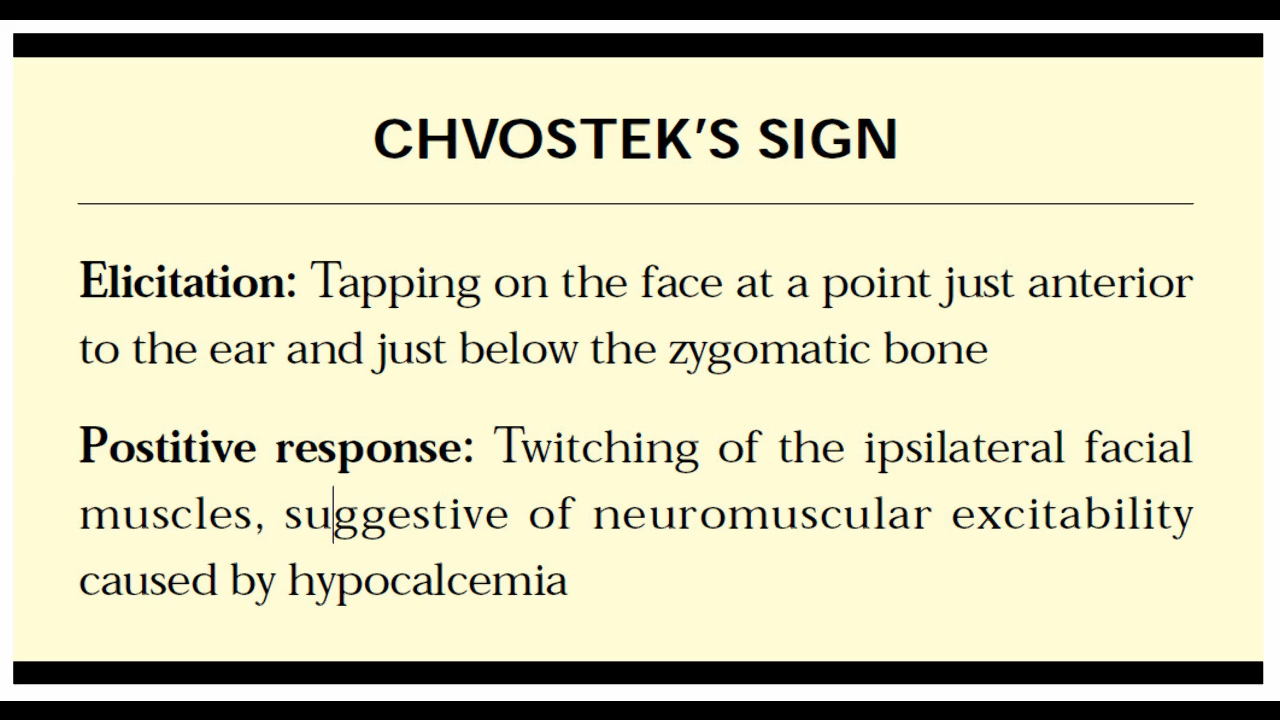 CHVOSTEK’S SIGN
Elicitation: Tapping on the face at a point just anterior
to the ear and just below the zygomatic bone
Postitive response: Twitching of the ipsilateral facial
muscles, suggestive of neuromuscular excitability
caused by hypocalcemia